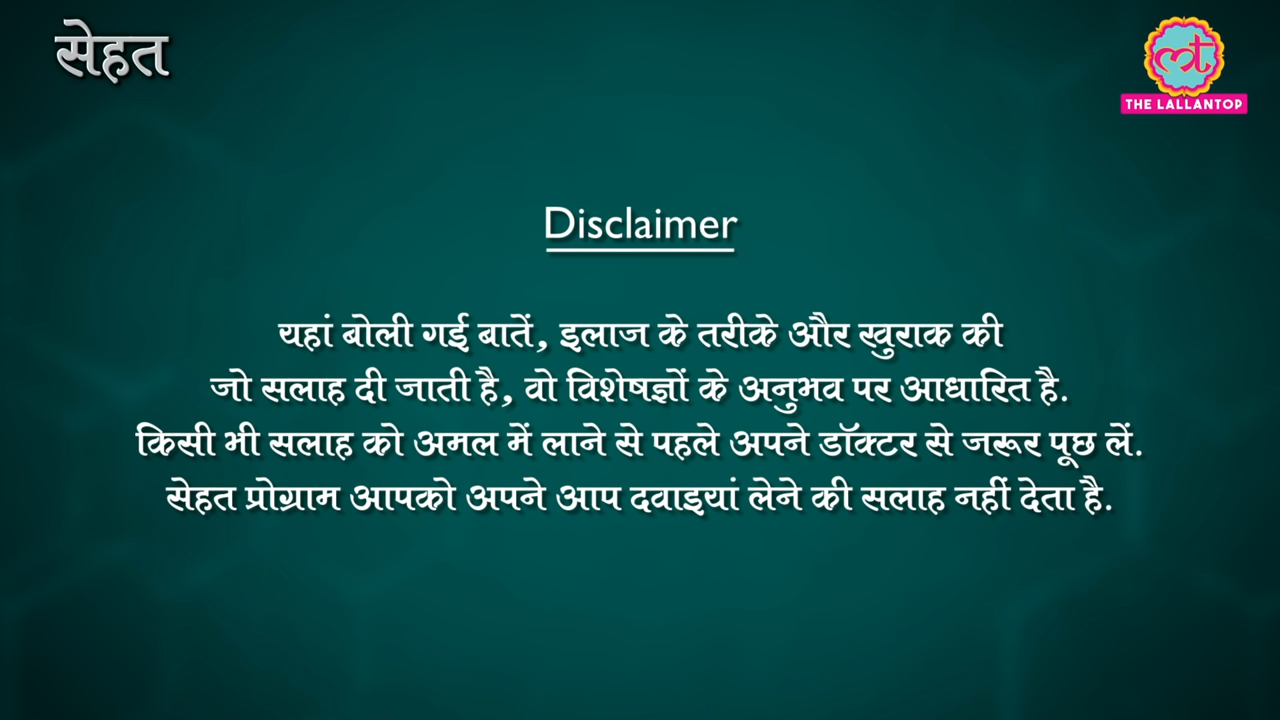 सेहत
lt
THE LALLANTOP
Disclaimer
यहां बोली गई बातें, इलाज के तरीके और खुराक की
जो सलाह दी जाती है, वो विशेषज्ञों के अनुभव पर आधारित है.
किसी भी सलाह को अमल में लाने से पहले अपने डॉक्टर से जरूर पूछ लें.
सेहत प्रोग्राम आपको अपने आप दवाइयां लेने की सलाह नहीं देता है.